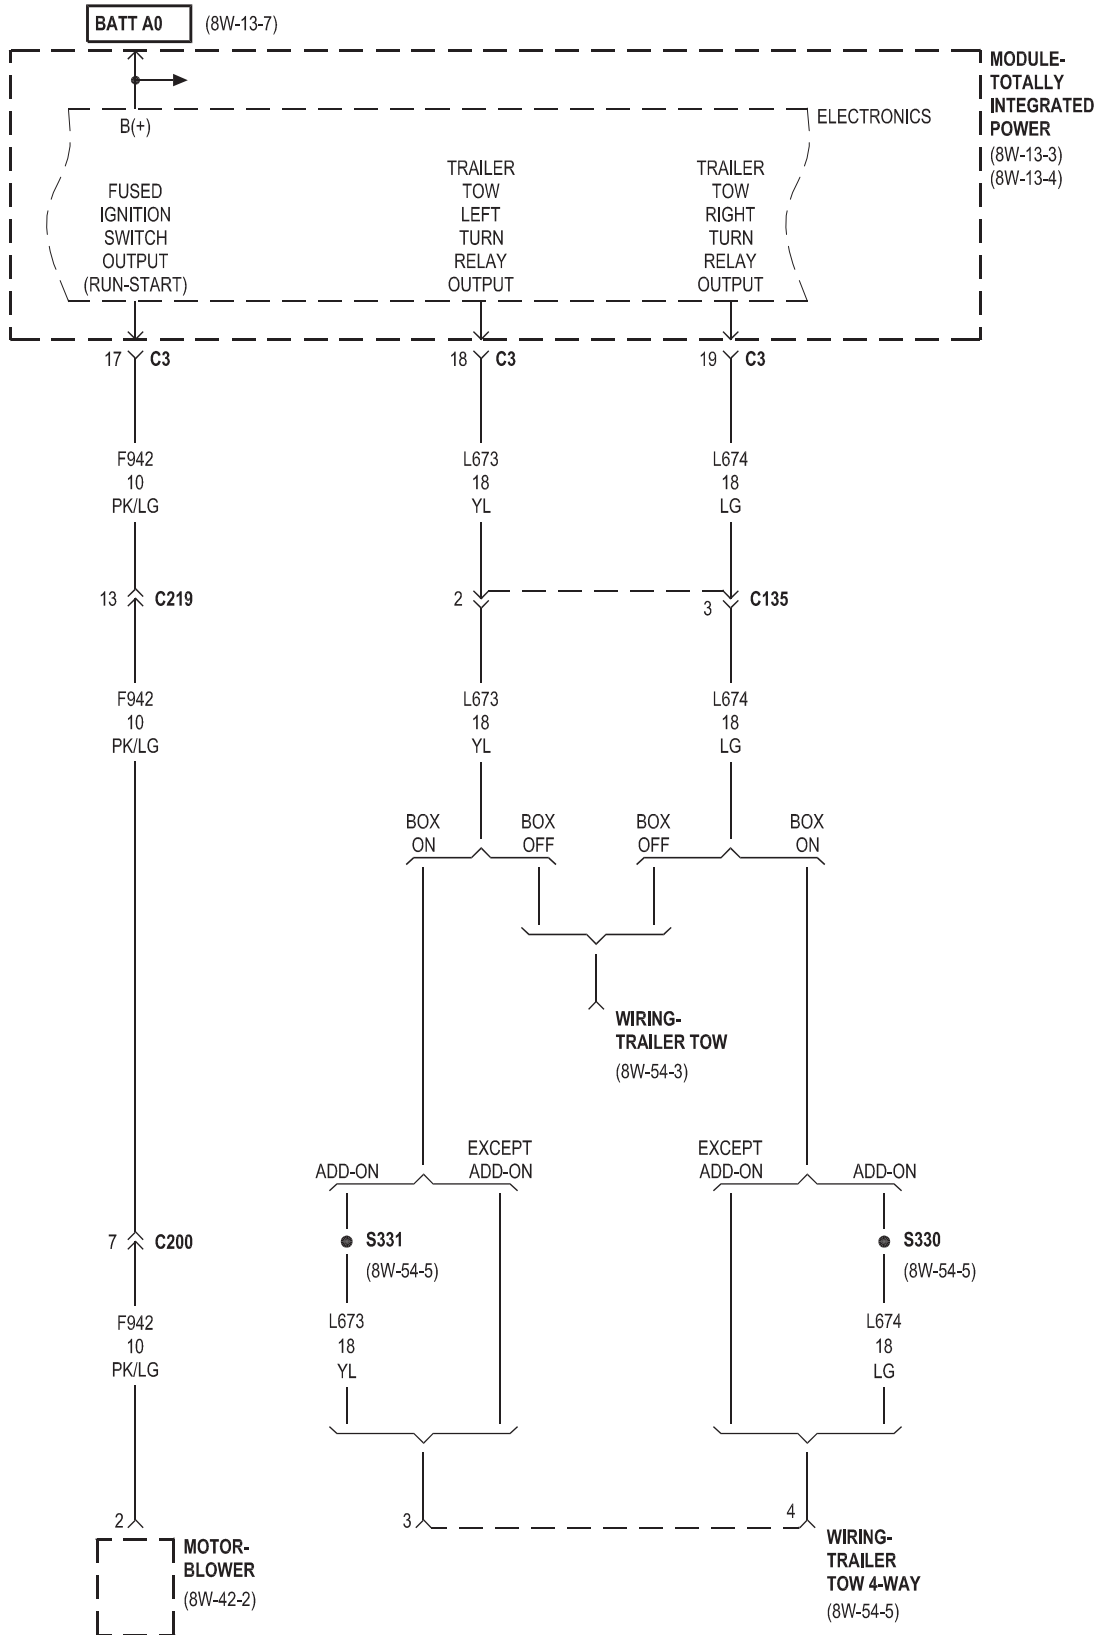 BATT A0 (8W-13-7)
MODULE-
TOTALLY
INTEGRATED
POWER
(8W-13-3)
(8W-13-4)
ELECTRONICS
B(+)
FUSED
IGNITION
SWITCH
OUTPUT
(RUN-START)
TRAILER
TOW
LEFT
TURN
RELAY
OUTPUT
TRAILER
TOW
RIGHT
TURN
RELAY
OUTPUT
17 C3
18 C3
19 C3
F942
10
PK/LG
L673
18
YL
L674
18
LG
13 C219
2
3 C135
F942
10
PK/LG
L673
18
YL
L674
18
LG
BOX
ON
BOX
OFF
BOX
OFF
BOX
ON
WIRING-
TRAILER TOW
(8W-54-3)
ADD-ON
EXCEPT
ADD-ON
EXCEPT
ADD-ON
ADD-ON
7 C200
S331
(8W-54-5)
S330
(8W-54-5)
F942
10
PK/LG
L673
18
YL
L674
18
LG
2
3
4
MOTOR-
BLOWER
(8W-42-2)
WIRING-
TRAILER
TOW 4-WAY
(8W-54-5)